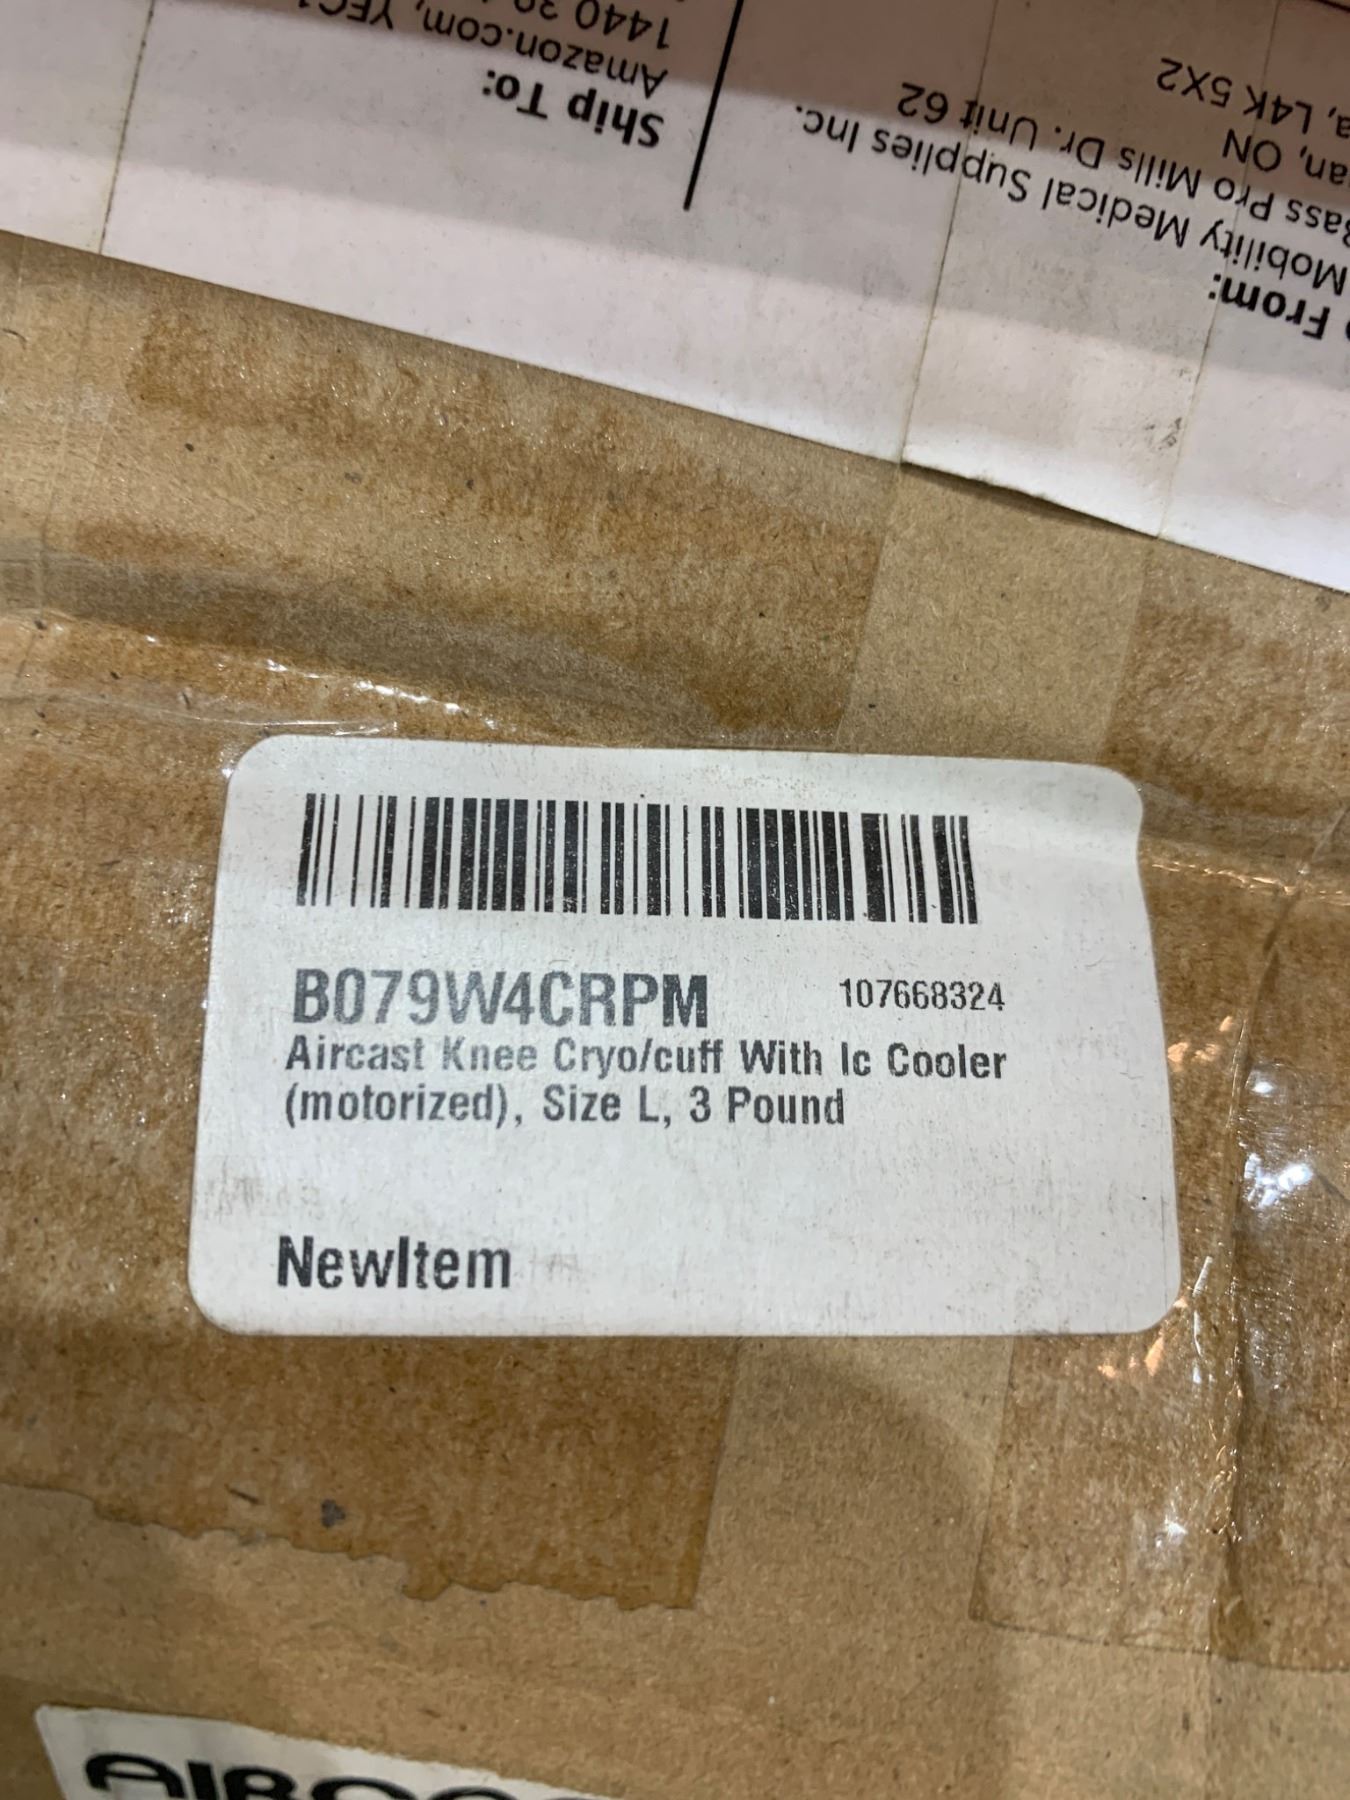 Ship To:
Amazon.com,
1440
From:
Mobility Medical Supplies Inc.
Pro Mills Dr. Unit 62
ON
L4K 5X2
B079W4CRPM 107668324
Aircast Knee Cryo/cuff With Ic Cooler
(motorized), Size L, 3 Pound
NewItem